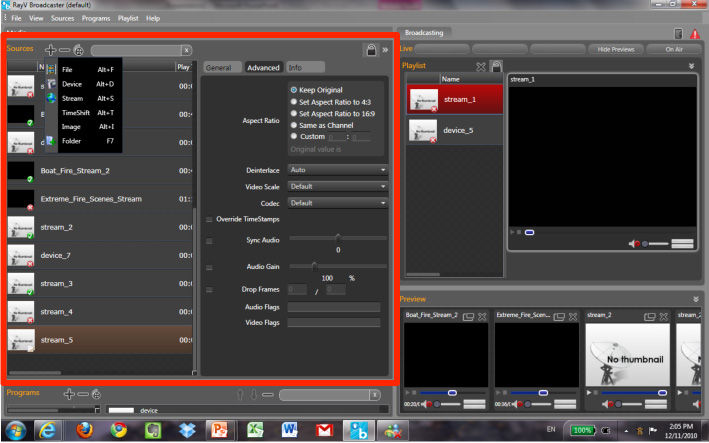 RayV Broadcaster (default)
File View Sources Programs Playlist Help
Media
Sources
x
»
N
Play
File Alt+F
Device Alt+D
Stream Alt+S
TimeShift Alt+T
Image Alt+I
Folder F7
Boat_Fire_Stream_2
Extreme_Fire_Scenes_Stream
01:
stream_2
00:
device_7
00:
stream_3
00:
stream_4
00:
stream_5
00:
General Advanced Info
Aspect Ratio
Keep Original
Set Aspect Ratio to 4:3
Set Aspect Ratio to 16:9
Same as Channel
Custom 0 : 0
Original value is
Deinterlace Auto
Video Scale Default
Codec Default
Override TimeStamps
Sync Audio
0
Audio Gain
100 %
Drop Frames 0 / 0
Audio Flags
Video Flags
Programs
x
device
Broadcasting
Live
Hide Previews On Air
Playlist
Name
stream_1
device_5
stream_1
Preview
Boat_Fire_Stream_2
Extreme_Fire_Scen...
stream_2
stream_
No thumbnail
00:20/(
00:00/(
EN
100%
2:05 PM
12/11/2010